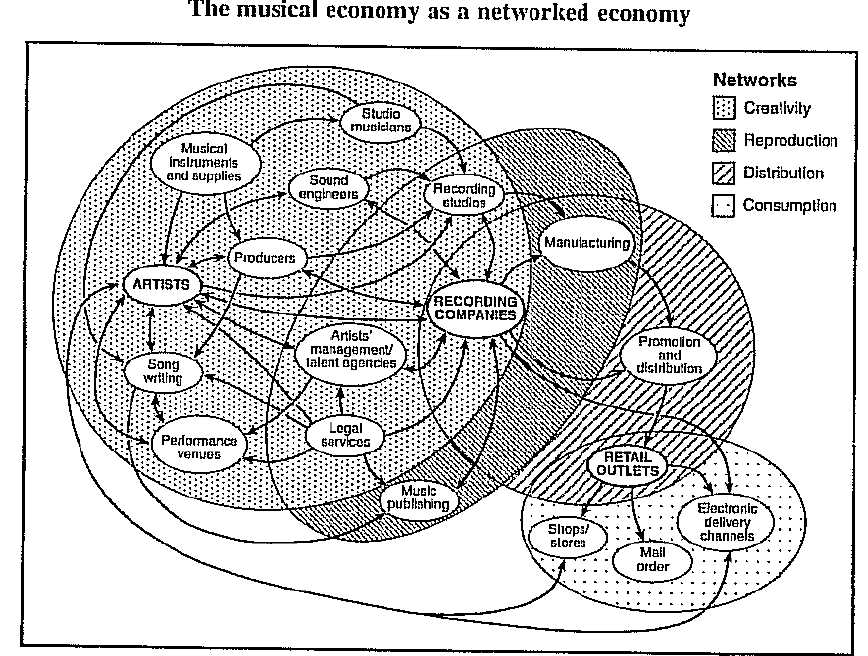 The musical economy as a networked economy
Networks
Creativity
Reproduction
Distribution
Consumption
Studio
musicians
Musical
instruments
and supplies
Sound
engineers
Recording
studios
Manufacturing
Producers
ARTISTS
RECORDING
COMPANIES
Artists'
management/
talent agencies
Promotion
and
distribution
Song
writing
Performance
venues
Legal
services
RETAIL
OUTLETS
Music
publishing
Electronic
delivery
channels
Shops/
stores
Mail
order